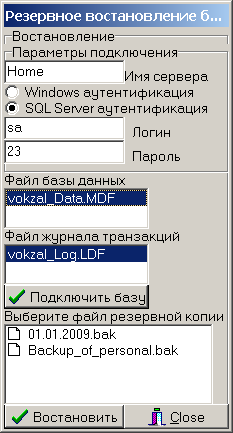 Резервное востановление б...
Востановление
Параметры подключения
Home Имя сервера
Windows аутентификация
SQL Server аутентификация
sa Логин
23 Пароль
Файл базы данных
vokzal_Data.MDF
Файл журнала транзакций
vokzal_Log.LDF
Подключить базу
Выберите файл резервной копии
01.01.2009.bak
Backup_of_personal.bak
Востановить Close